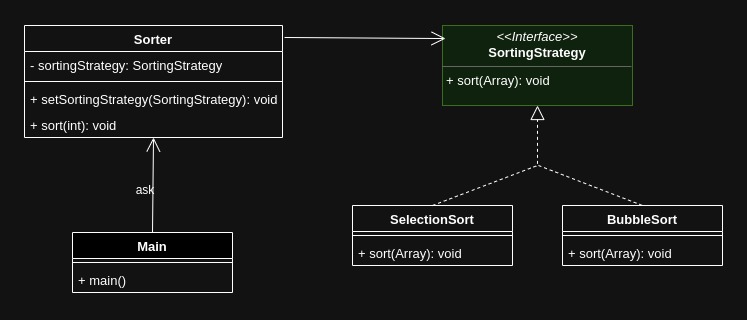 Sorter
- sortingStrategy: SortingStrategy
+ setSortingStrategy(SortingStrategy): void
+ sort(int): void
<<Interface>>
SortingStrategy
+ sort(Array): void
ask
Main
+ main()
SelectionSort
+ sort(Array): void
BubbleSort
+ sort(Array): void